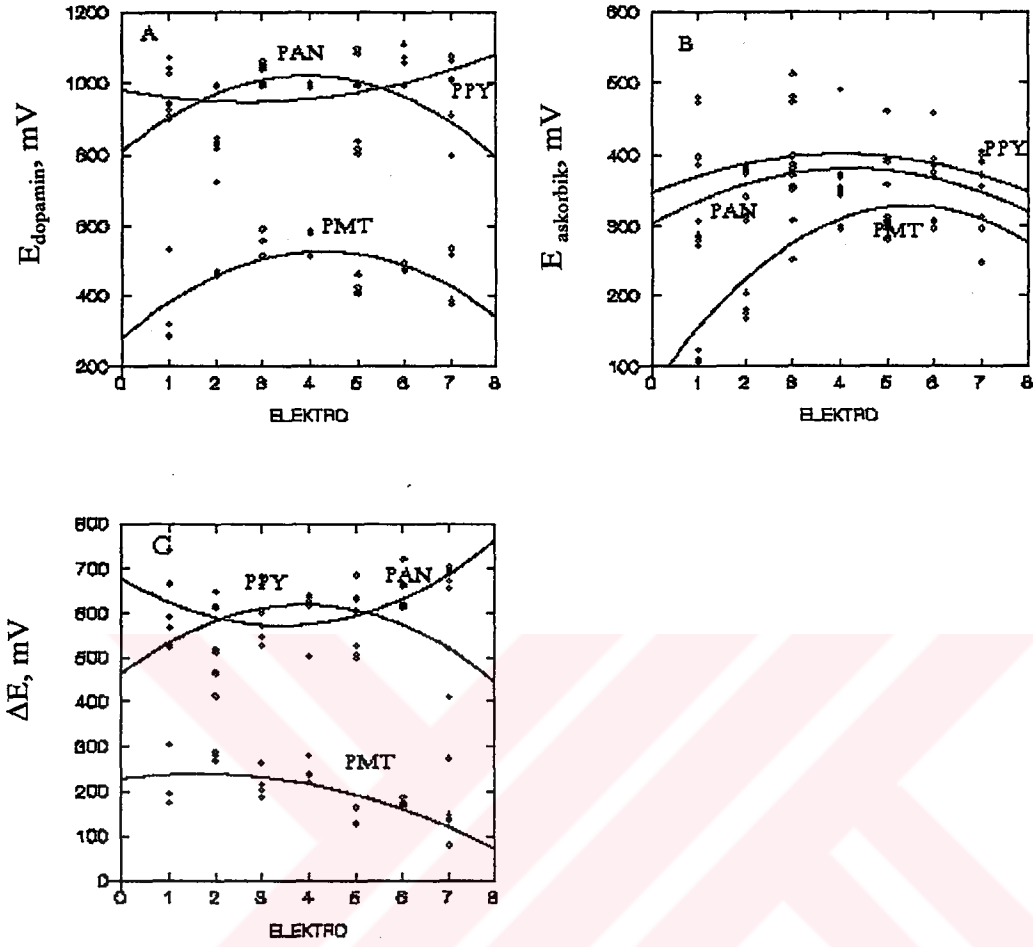 A
1200
1000
800
600
400
200
0 1 2 3 4 5 6 7 8
PAN
PPY
PMT
E dopamin, mV
ELEKTRO
B
600
500
400
300
200
100
0 1 2 3 4 5 6 7 8
PPY
PAN
PMT
E askorbik, mV
ELEKTRO
C
800
700
600
500
400
300
200
100
0
0 1 2 3 4 5 6 7 8
PPY
PAN
PMT
ΔE, mV
ELEKTRO